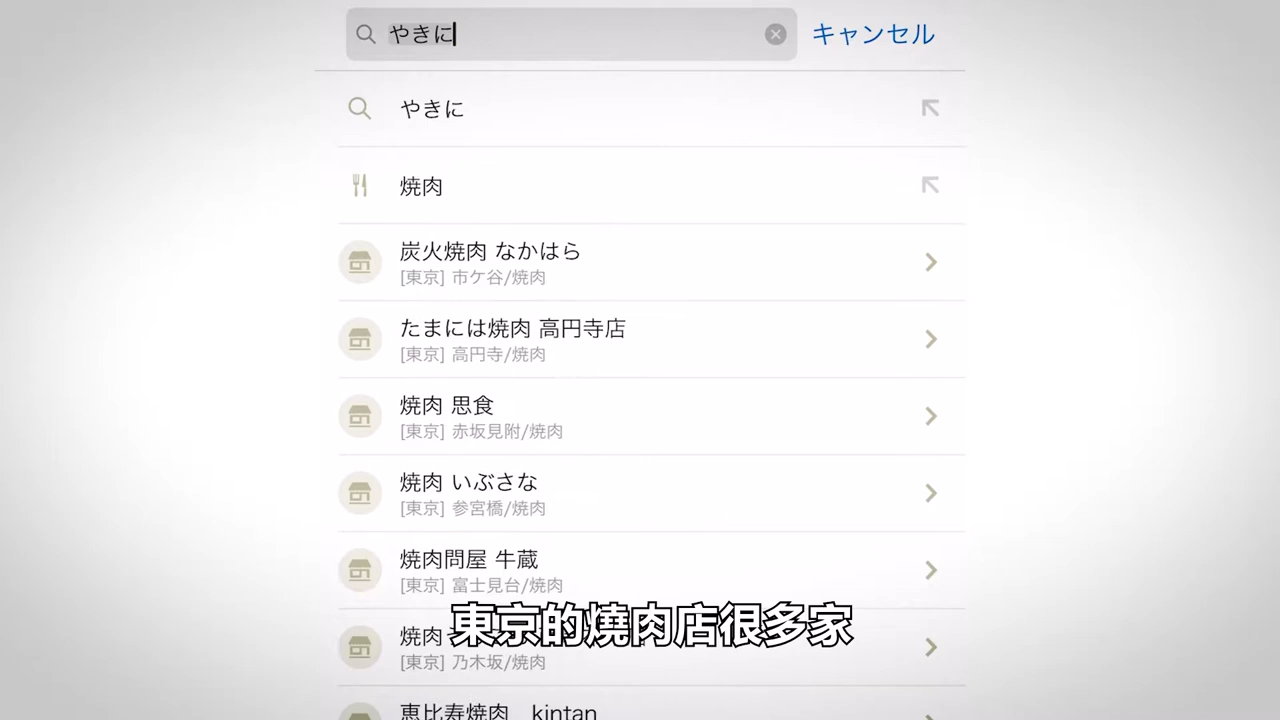 やきに キャンセル
やきに
焼肉
炭火焼肉 なかはら
[東京] 市ケ谷/焼肉
たまには焼肉 高円寺店
[東京] 高円寺/焼肉
焼肉 思食
[東京] 赤坂見附/焼肉
焼肉 いぶさな
[東京] 参宮橋/焼肉
焼肉問屋 牛蔵
[東京] 富士見台/焼肉
焼肉
東京的燒肉店很多家
[東京] 乃木坂/焼肉
恵比寿焼肉 kintan